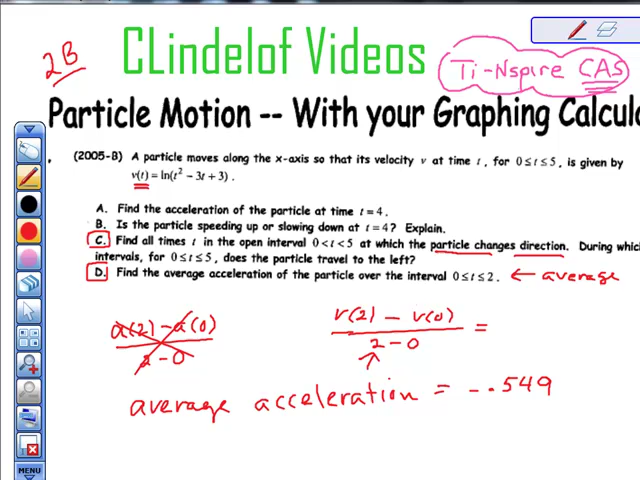 2B
CLindelof Videos
Ti-Nspire CAS
Particle Motion -- With your Graphing Calcula
(2005-B) A particle moves along the x-axis so that its velocity v at time t, for 0≤t≤5, is given by
v(t) = ln(t² − 3t + 3).
A. Find the acceleration of the particle at time t = 4.
B. Is the particle speeding up or slowing down at t = 4? Explain.
C. Find all times t in the open interval 0 < t < 5 at which the particle changes direction. During which
intervals, for 0 ≤ t ≤ 5, does the particle travel to the left?
D. Find the average acceleration of the particle over the interval 0 ≤ t ≤ 2. ← average
a(2) − a(0)
2 − 0
v(2) − v(0) =
2 − 0
average acceleration = −.549
MENU